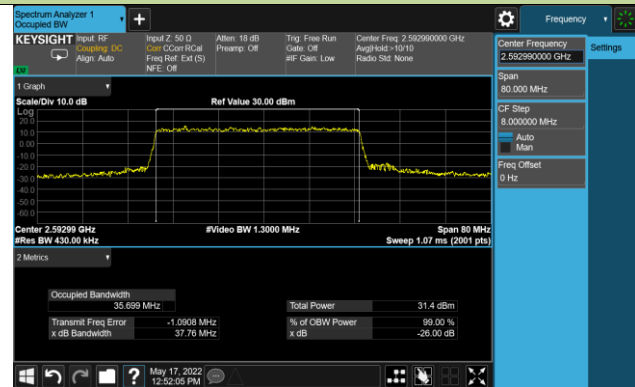 Spectrum Analyzer 1
Occupied BW
+
Frequency
KEYSIGHT
Input: RF
Coupling: DC
Align: Auto
Input Z: 50 Ω
Corr CCorr RCal
Freq Ref: Ext (S)
NFE: Off
Atten: 18 dB
Preamp: Off
Trig: Free Run
Gate: Off
#IF Gain: Low
Center Freq: 2.592990000 GHz
Avg|Hold:>10/10
Radio Std: None
LXI
Center Frequency
2.592990000 GHz
Settings
Span
80.000 MHz
CF Step
8.000000 MHz
Auto
Man
Freq Offset
0 Hz
1 Graph
Scale/Div 10.0 dB
Ref Value 30.00 dBm
Log
20.0
10.0
0.00
-10.0
-20.0
-30.0
-40.0
-50.0
-60.0
Center 2.59299 GHz
#Video BW 1.3000 MHz
Span 80 MHz
#Res BW 430.00 kHz
Sweep 1.07 ms (2001 pts)
2 Metrics
Occupied Bandwidth
35.699 MHz
Total Power 31.4 dBm
Transmit Freq Error -1.0908 MHz
% of OBW Power 99.00 %
x dB Bandwidth 37.76 MHz
x dB -26.00 dB
?
May 17, 2022
12:52:05 PM